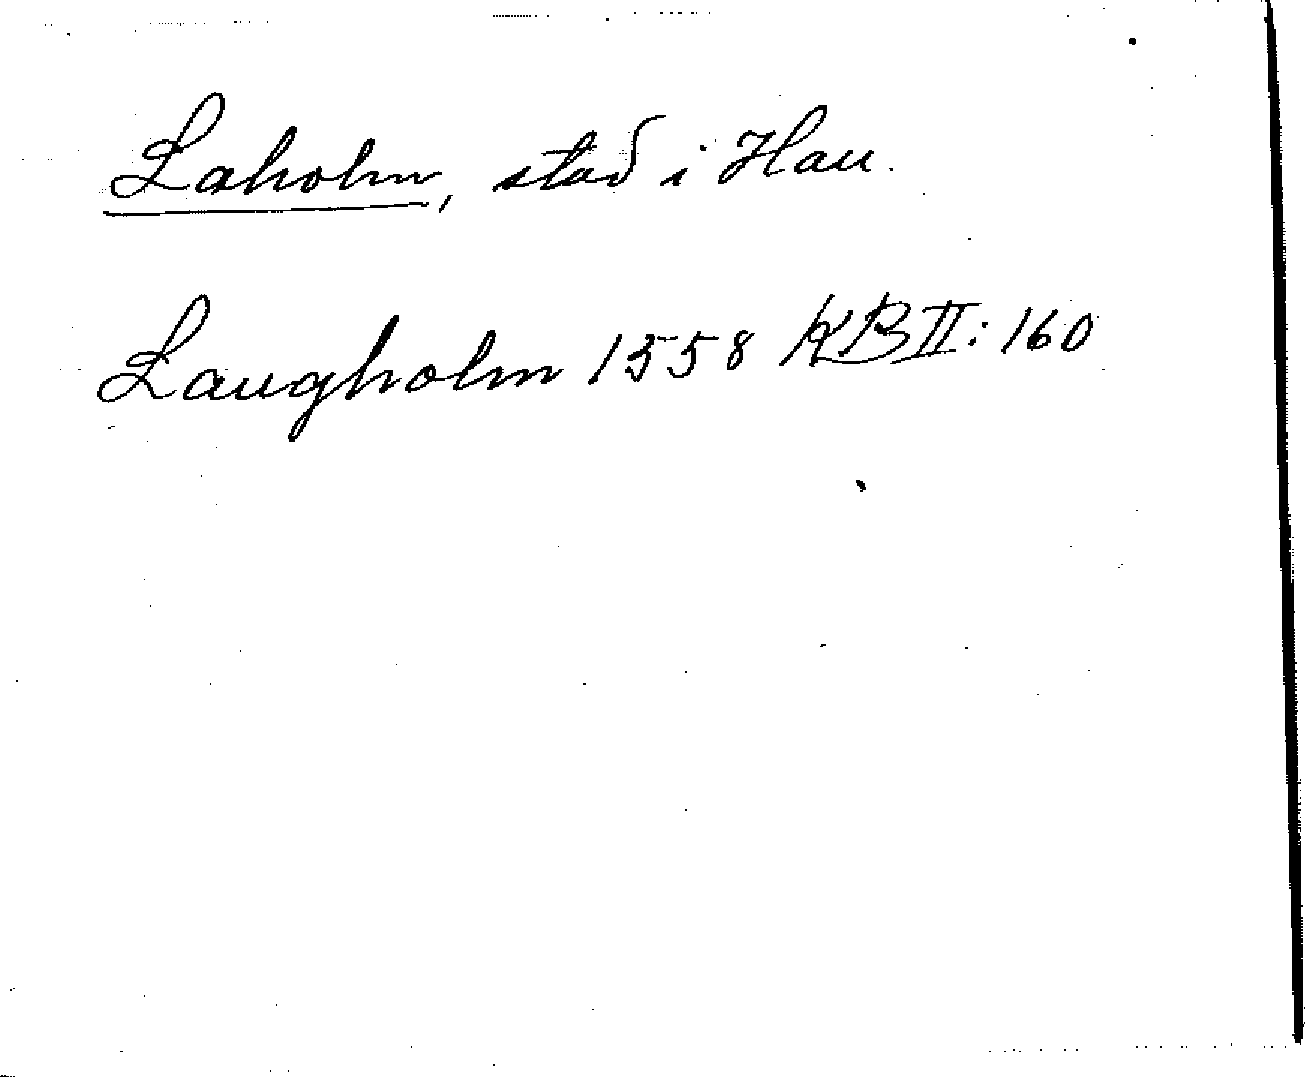 Laholm, stad i Hall.
Laugholm 1558 KB II: 160